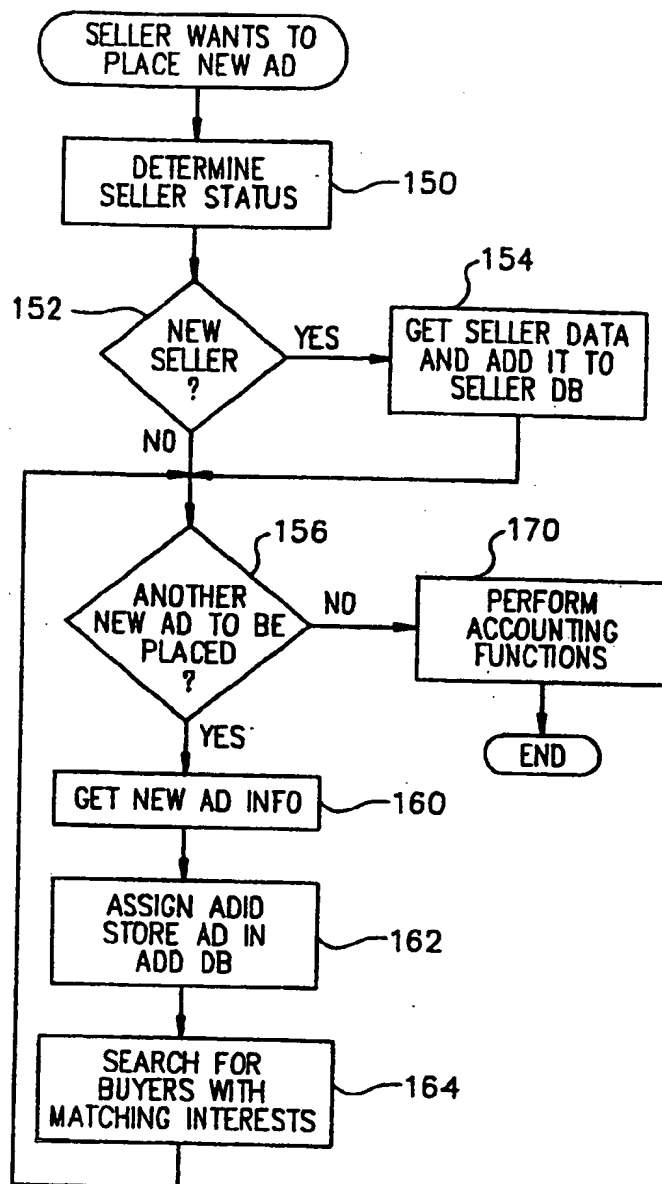 SELLER WANTS TO
PLACE NEW AD
DETERMINE
SELLER STATUS
150
152
NEW
SELLER
?
YES
154
GET SELLER DATA
AND ADD IT TO
SELLER DB
NO
156
ANOTHER
NEW AD TO BE
PLACED
?
NO
170
PERFORM
ACCOUNTING
FUNCTIONS
END
YES
GET NEW AD INFO
160
ASSIGN ADID
STORE AD IN
ADD DB
162
SEARCH FOR
BUYERS WITH
MATCHING INTERESTS
164